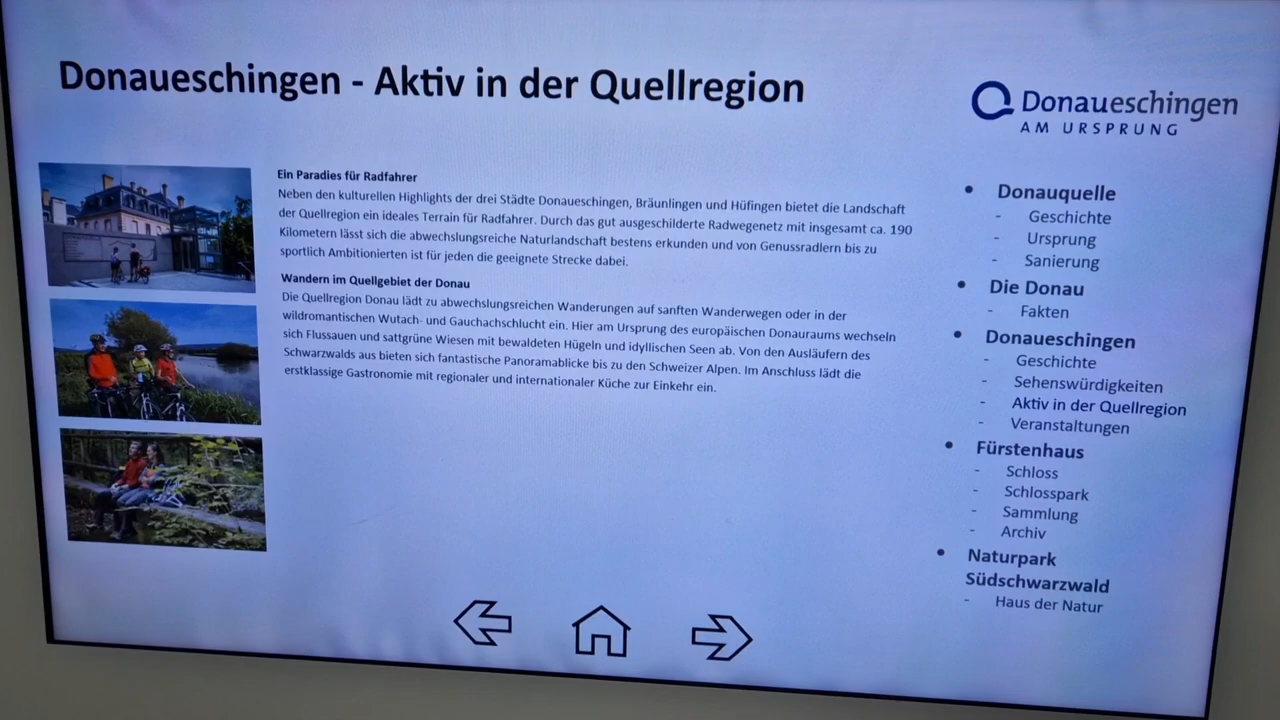 Donaueschingen - Aktiv in der Quellregion
Donaueschingen
AM URSPRUNG
Ein Paradies für Radfahrer
Neben den kulturellen Highlights der drei Städte Donaueschingen, Bräunlingen und Hüfingen bietet die Landschaft
der Quellregion ein ideales Terrain für Radfahrer. Durch das gut ausgeschilderte Radwegenetz mit insgesamt ca. 190
Kilometern lässt sich die abwechslungsreiche Naturlandschaft bestens erkunden und von Genussradlern bis zu
sportlich Ambitionierten ist für jeden die geeignete Strecke dabei.
Wandern im Quellgebiet der Donau
Die Quellregion Donau lädt zu abwechslungsreichen Wanderungen auf sanften Wanderwegen oder in der
wildromantischen Wutach- und Gauchachschlucht ein. Hier am Ursprung des europäischen Donauraums wechseln
sich Flussauen und sattgrüne Wiesen mit bewaldeten Hügeln und idyllischen Seen ab. Von den Ausläufern des
Schwarzwalds aus bieten sich fantastische Panoramablicke bis zu den Schweizer Alpen. Im Anschluss lädt die
erstklassige Gastronomie mit regionaler und internationaler Küche zur Einkehr ein.
• Donauquelle
- Geschichte
- Ursprung
- Sanierung
• Die Donau
- Fakten
• Donaueschingen
- Geschichte
- Sehenswürdigkeiten
- Aktiv in der Quellregion
- Veranstaltungen
• Fürstenhaus
- Schloss
- Schlosspark
- Sammlung
- Archiv
• Naturpark
Südschwarzwald
- Haus der Natur